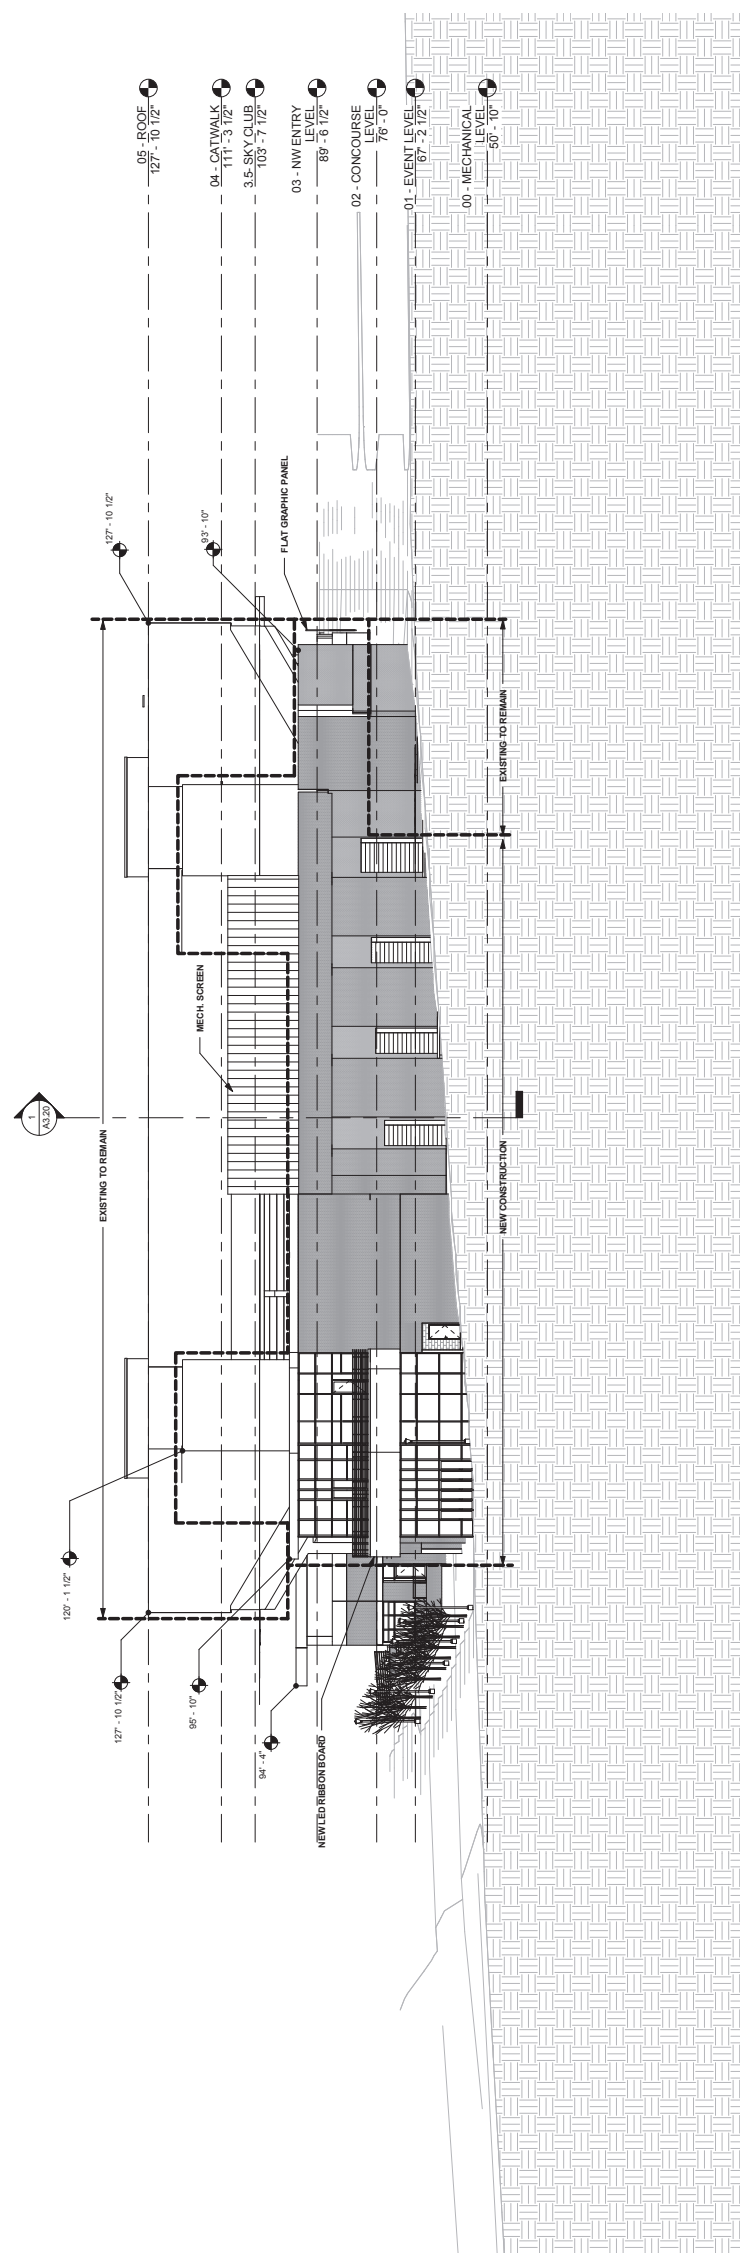 05 - ROOF
127' - 10 1/2"
04 - CATWALK
111' - 3 1/2"
3.5- SKY CLUB
103' - 7 1/2"
03 - NW ENTRY
LEVEL
89' - 6 1/2"
02 - CONCOURSE
LEVEL
76' - 0"
01 - EVENT LEVEL
67' - 2 1/2"
00 - MECHANICAL
LEVEL
50' - 10"
127' - 10 1/2"
93' - 10"
FLAT GRAPHIC PANEL
EXISTING TO REMAIN
MECH. SCREEN
1
A3.20
EXISTING TO REMAIN
NEW CONSTRUCTION
120' - 1 1/2"
127' - 10 1/2"
95' - 10"
94' - 4"
NEW LED RIBBON BOARD